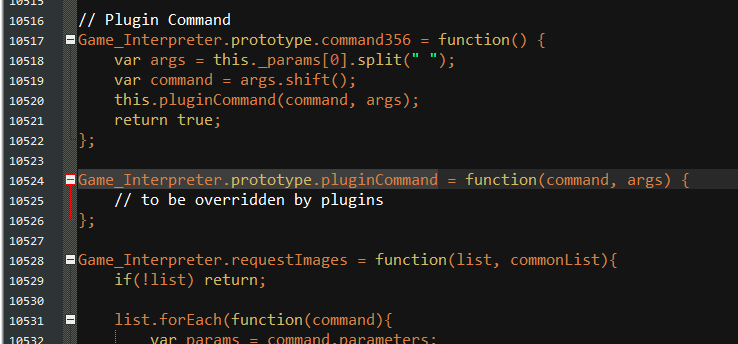 10515
10516 // Plugin Command
10517 Game_Interpreter.prototype.command356 = function() {
10518     var args = this._params[0].split(" ");
10519     var command = args.shift();
10520     this.pluginCommand(command, args);
10521     return true;
10522 };
10523
10524 Game_Interpreter.prototype.pluginCommand = function(command, args) {
10525     // to be overridden by plugins
10526 };
10527
10528 Game_Interpreter.requestImages = function(list, commonList){
10529     if(!list) return;
10530
10531     list.forEach(function(command){
10532         var params = command.parameters;